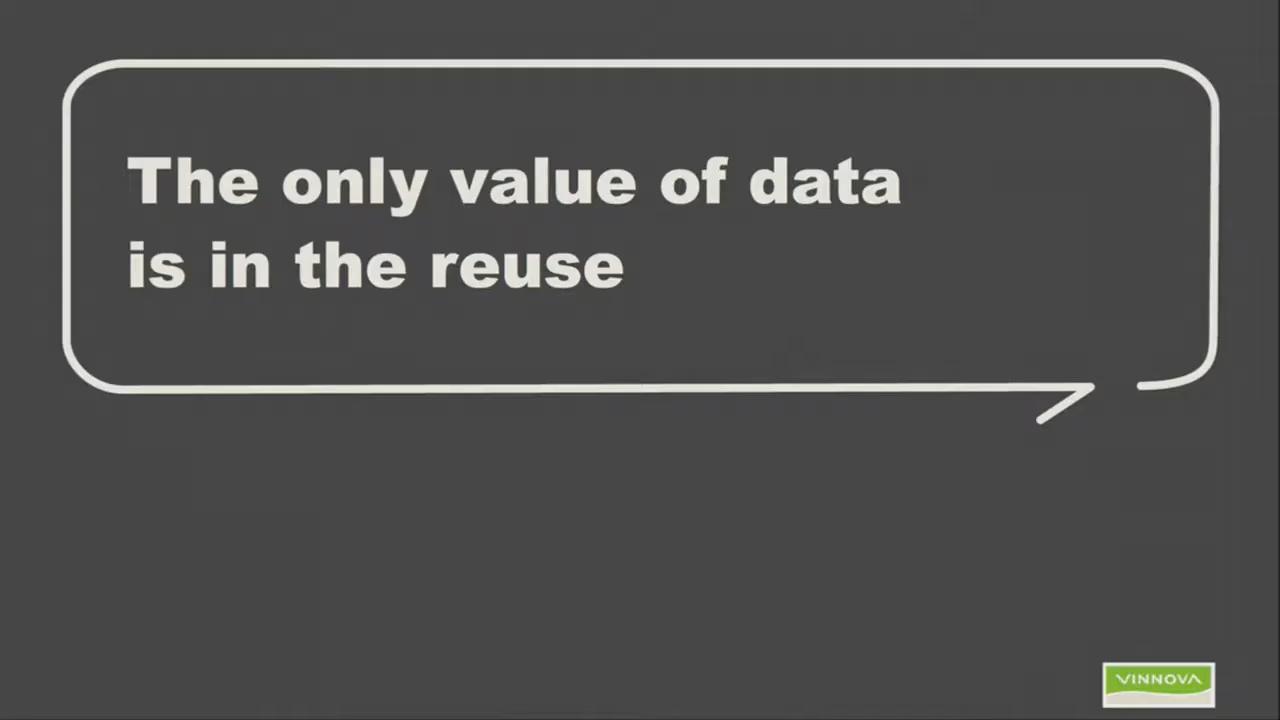 The only value of data
is in the reuse
VINNOVA